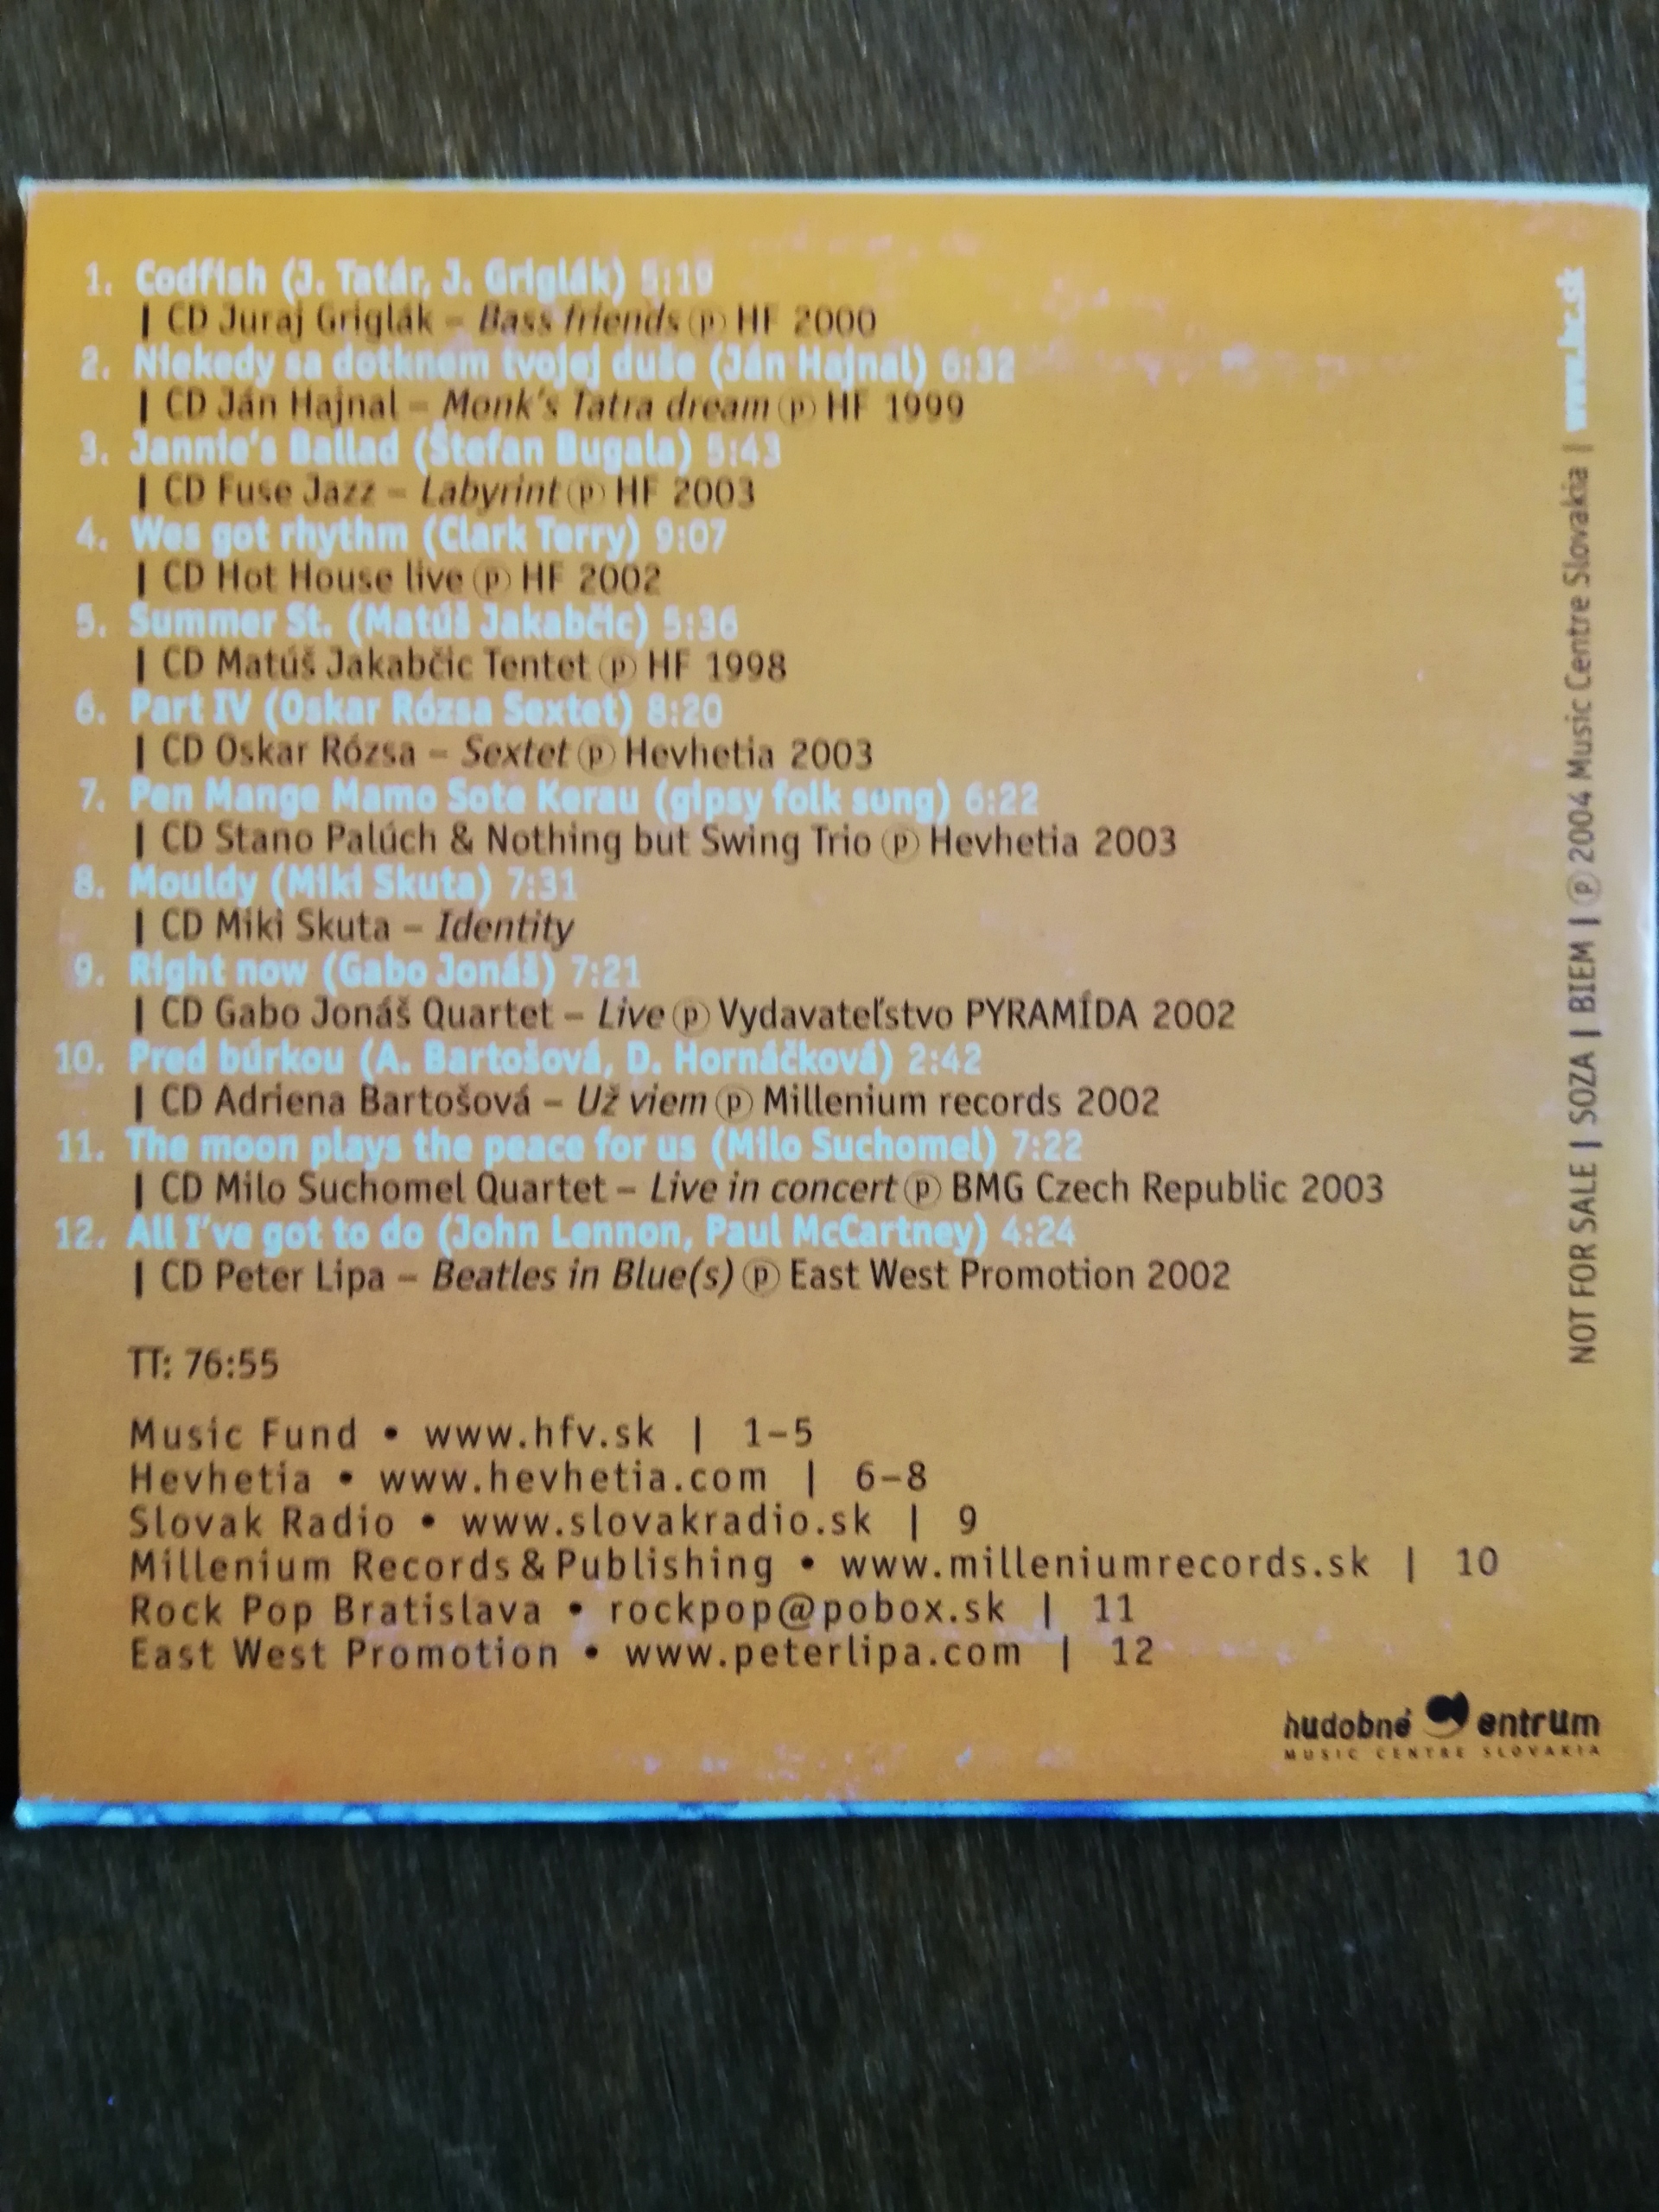 1. Codfish (J. Tatár, J. Griglák) 5:19
| CD Juraj Griglák – Bass friends ℗ HF 2000
2. Niekedy sa dotknem tvojej duše (Ján Hajnal) 6:32
| CD Ján Hajnal – Monk's Tatra dream ℗ HF 1999
3. Jannie's Ballad (Štefan Bugala) 5:43
| CD Fuse Jazz – Labyrint ℗ HF 2003
4. Wes got rhythm (Clark Terry) 9:07
| CD Hot House live ℗ HF 2002
5. Summer St. (Matúš Jakabčic) 5:36
| CD Matúš Jakabčic Tentet ℗ HF 1998
6. Part IV (Oskar Rózsa Sextet) 8:20
| CD Oskar Rózsa – Sextet ℗ Hevhetia 2003
7. Pen Mange Mamo Sote Kerau (gipsy folk song) 6:22
| CD Stano Palúch & Nothing but Swing Trio ℗ Hevhetia 2003
8. Mouldy (Miki Skuta) 7:31
| CD Miki Skuta – Identity
9. Right now (Gabo Jonáš) 7:21
| CD Gabo Jonáš Quartet – Live ℗ Vydavateľstvo PYRAMÍDA 2002
10. Pred búrkou (A. Bartošová, D. Hornáčková) 2:42
| CD Adriena Bartošová – Už viem ℗ Millenium records 2002
11. The moon plays the peace for us (Milo Suchomel) 7:22
| CD Milo Suchomel Quartet – Live in concert ℗ BMG Czech Republic 2003
12. All I've got to do (John Lennon, Paul McCartney) 4:24
| CD Peter Lipa – Beatles in Blue(s) ℗ East West Promotion 2002
TT: 76:55
Music Fund • www.hfv.sk | 1–5
Hevhetia • www.hevhetia.com | 6–8
Slovak Radio • www.slovakradio.sk | 9
Millenium Records & Publishing • www.milleniumrecords.sk | 10
Rock Pop Bratislava • rockpop@pobox.sk | 11
East West Promotion • www.peterlipa.com | 12
NOT FOR SALE | SOZA | BIEM | ℗ 2004 Music Centre Slovakia | www.hc.sk
hudobné centrum
MUSIC CENTRE SLOVAKIA